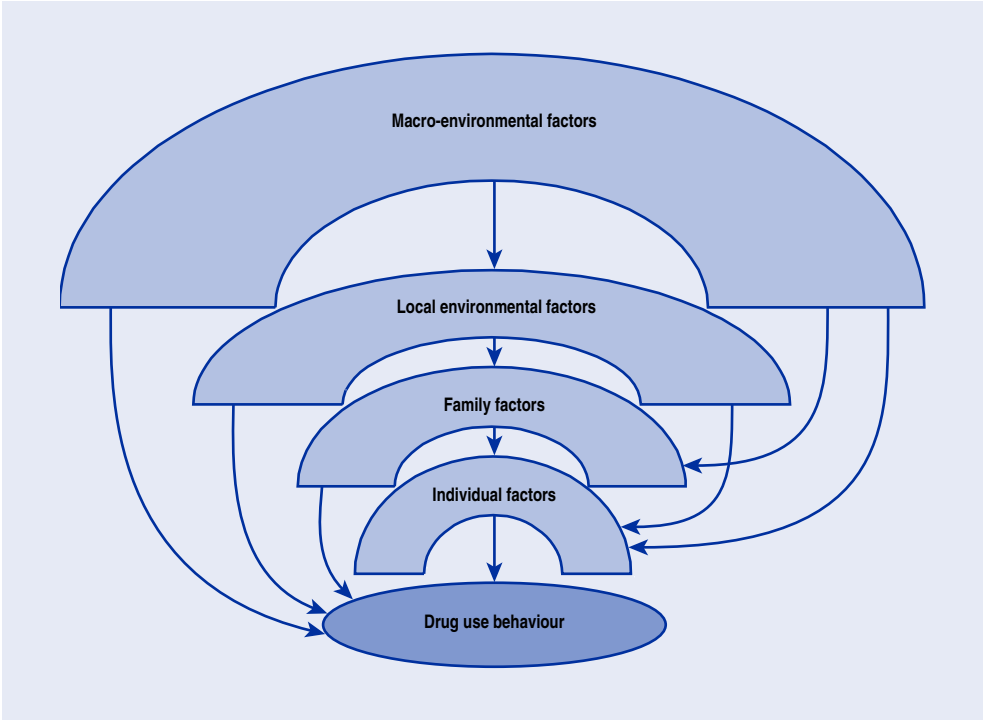 Macro-environmental factors
Local environmental factors
Family factors
Individual factors
Drug use behaviour